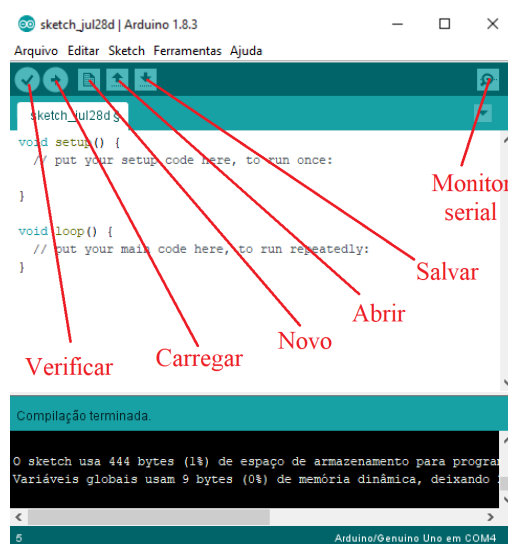 sketch_jul28d | Arduino 1.8.3
Arquivo Editar Sketch Ferramentas Ajuda
sketch_jul28d §
void setup() {
// put your setup code here, to run once:
}
Monitor
serial
void loop() {
// put your main code here, to run repeatedly:
}
Salvar
Abrir
Novo
Carregar
Verificar
Compilação terminada.
O sketch usa 444 bytes (1%) de espaço de armazenamento para
Variáveis globais usam 9 bytes (0%) de memória dinâmica, deixando
5 Arduino/Genuino Uno em COM4